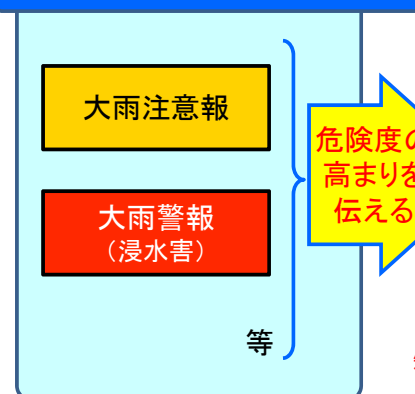 大雨注意報
大雨警報
（浸水害）
等
危険度の
高まりを
伝える